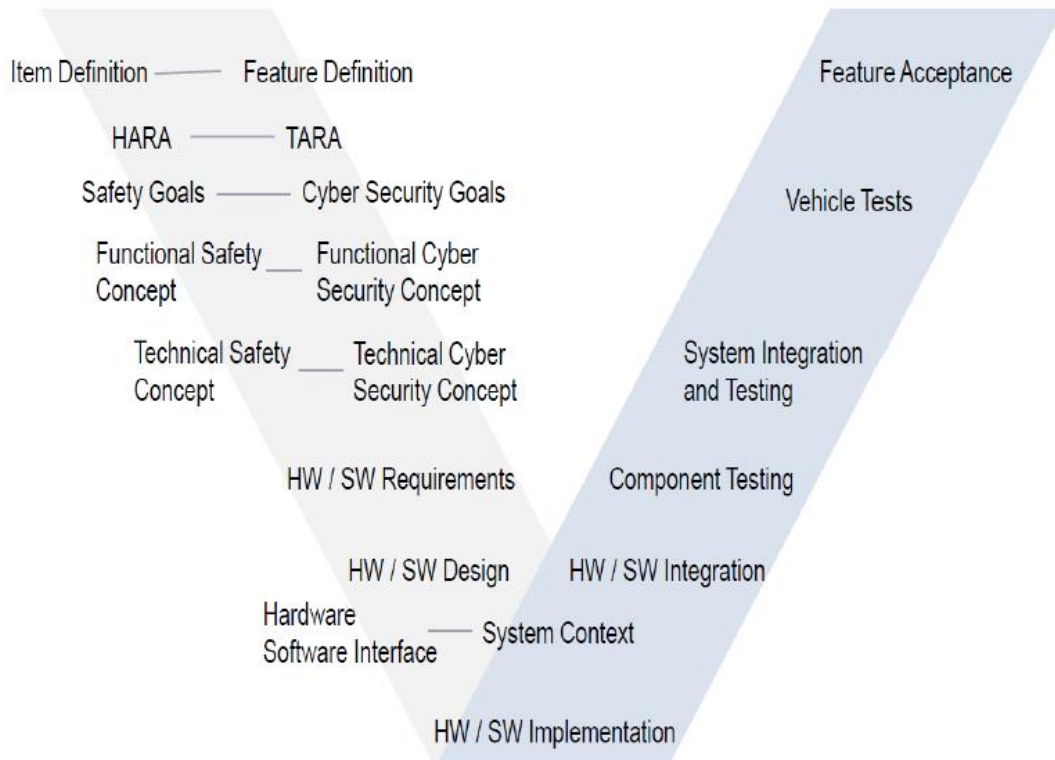 Item Definition
Feature Definition
Feature Acceptance
HARA
TARA
Safety Goals
Cyber Security Goals
Vehicle Tests
Functional Safety
Concept
Functional Cyber
Security Concept
Technical Safety
Concept
Technical Cyber
Security Concept
System Integration
and Testing
HW / SW Requirements
Component Testing
HW / SW Design
HW / SW Integration
Hardware
Software Interface
System Context
HW / SW Implementation